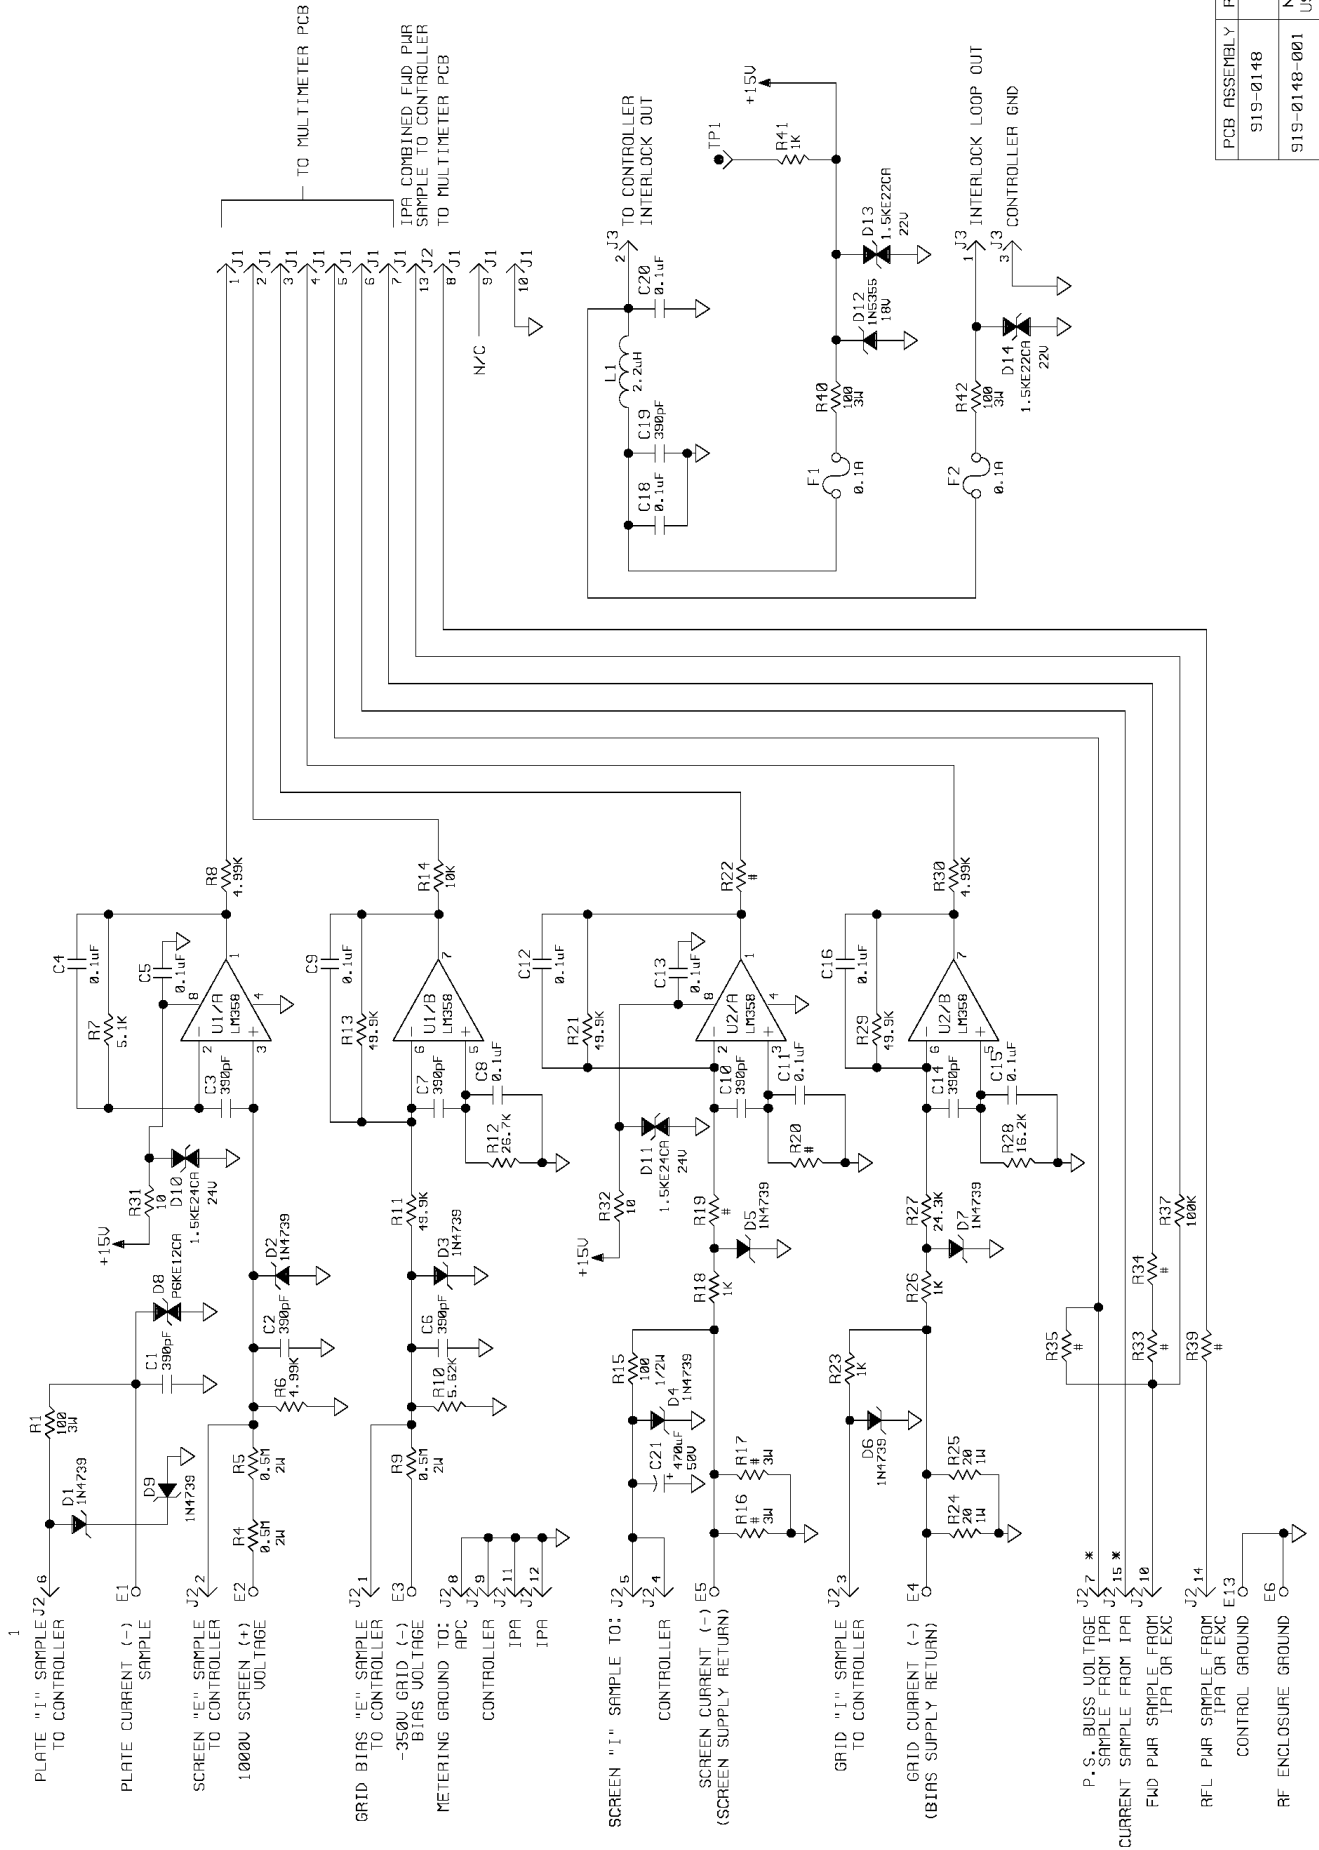 1
PLATE "I" SAMPLE
TO CONTROLLER
J2
6
PLATE CURRENT (-)
SAMPLE
E1
SCREEN "E" SAMPLE
TO CONTROLLER
J2
2
1000V SCREEN (+)
VOLTAGE
E2
D1
1N4739
R1
100
3W
D9
1N4739
C1
390pF
D8
P6KE12CA
R4
0.5M
2W
R5
0.5M
2W
R6
4.99K
C2
390pF
D2
1N4739
+15V
R31
10
D10
1.5KE24CA
24V
C3
390pF
R7
5.1K
C4
0.1uF
C5
0.1uF
U1/A
LM358
2
3
8
4
1
-
+
R8
4.99K
GRID BIAS "E" SAMPLE
TO CONTROLLER
J2
1
-350V GRID (-)
BIAS VOLTAGE
E3
METERING GROUND TO:
APC
J2
8
CONTROLLER
J2
9
IPA
J2
11
IPA
J2
12
R9
0.5M
2W
R10
5.62K
C6
390pF
D3
1N4739
R11
49.9K
R12
26.7K
C7
390pF
C8
0.1uF
R13
49.9K
C9
0.1uF
U1/B
LM358
6
5
7
-
+
R14
10K
SCREEN "I" SAMPLE TO:
J2
5
CONTROLLER
J2
4
SCREEN CURRENT (-)
(SCREEN SUPPLY RETURN)
E5
R15
100
1/2W
D4
1N4739
C21
+
470uF
50V
R16
#
3W
R17
#
3W
R18
1K
D5
1N4739
R19
#
+15V
R32
10
D11
1.5KE24CA
24V
R20
#
C10
390pF
C11
0.1uF
R21
49.9K
C12
0.1uF
C13
0.1uF
U2/A
LM358
2
3
8
4
1
-
+
R22
#
GRID "I" SAMPLE
TO CONTROLLER
J2
3
GRID CURRENT (-)
(BIAS SUPPLY RETURN)
E4
R23
1K
D6
1N4739
R24
20
1W
R25
20
1W
R26
1K
D7
1N4739
R27
24.3K
R28
16.2K
C14
390pF
C15
0.1uF
R29
49.9K
C16
0.1uF
U2/B
LM358
6
5
7
-
+
R30
4.99K
P.S. BUSS VOLTAGE
SAMPLE FROM IPA
J2
7 *
CURRENT SAMPLE FROM IPA
J2
15 *
FWD PWR SAMPLE FROM
IPA OR EXC
J2
10
RFL PWR SAMPLE FROM
IPA OR EXC
J2
14
CONTROL GROUND
E13
RF ENCLOSURE GROUND
E6
R35
#
R33
#
R34
#
R37
100K
R39
#
1 J1
2 J1
3 J1
4 J1
5 J1
6 J1
7 J1
13 J2
8 J1
N/C
9 J1
10 J1
TO MULTIMETER PCB
IPA COMBINED FWD PWR
SAMPLE TO CONTROLLER
TO MULTIMETER PCB
C18
0.1uF
C19
390pF
L1
2.2uH
C20
0.1uF
J3
2
TO CONTROLLER
INTERLOCK OUT
F1
0.1A
R40
100
3W
D12
1N5355
18V
D13
1.5KE22CA
22V
TP1
R41
1K
+15V
F2
0.1A
R42
100
3W
D14
1.5KE22CA
22V
J3
1
INTERLOCK LOOP OUT
J3
3
CONTROLLER GND
PCB ASSEMBLY
919-0148
919-0148-001